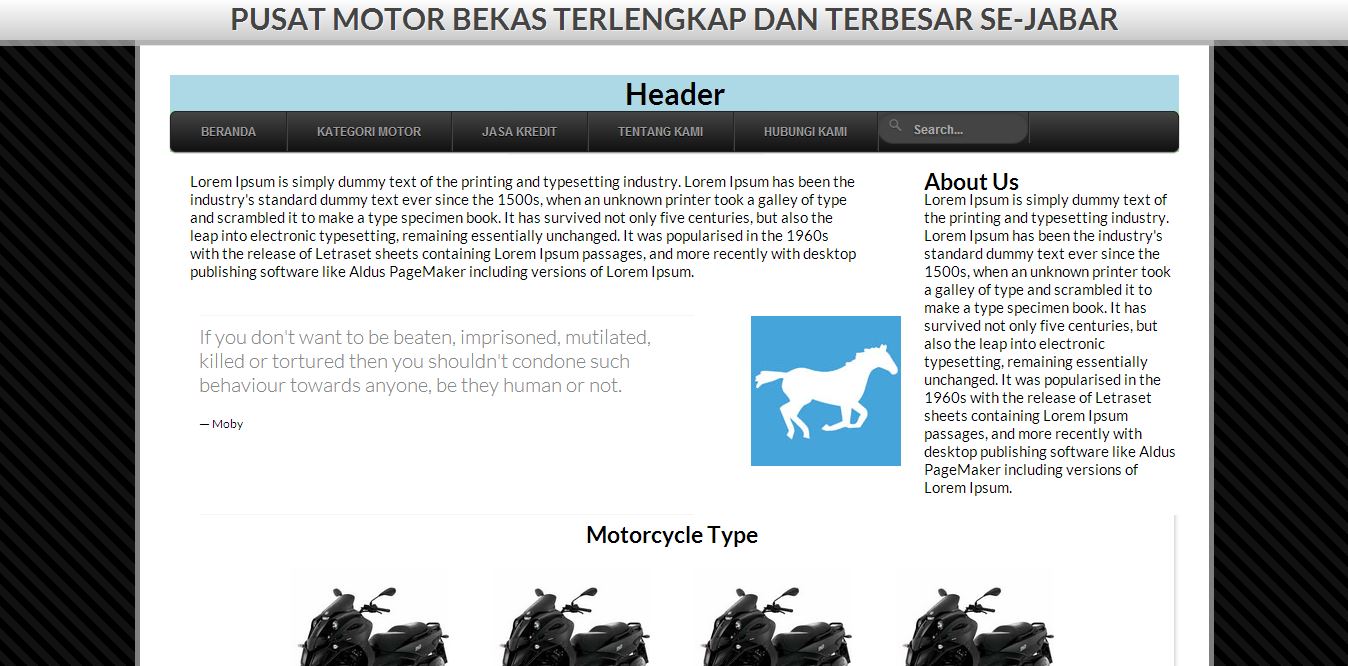 PUSAT MOTOR BEKAS TERLENGKAP DAN TERBESAR SE-JABAR
Header
BERANDA
KATEGORI MOTOR
JASA KREDIT
TENTANG KAMI
HUBUNGI KAMI
Search...
Lorem Ipsum is simply dummy text of the printing and typesetting industry. Lorem Ipsum has been the
industry's standard dummy text ever since the 1500s, when an unknown printer took a galley of type
and scrambled it to make a type specimen book. It has survived not only five centuries, but also the
leap into electronic typesetting, remaining essentially unchanged. It was popularised in the 1960s
with the release of Letraset sheets containing Lorem Ipsum passages, and more recently with desktop
publishing software like Aldus PageMaker including versions of Lorem Ipsum.
If you don't want to be beaten, imprisoned, mutilated,
killed or tortured then you shouldn't condone such
behaviour towards anyone, be they human or not.
— Moby
About Us
Lorem Ipsum is simply dummy text of
the printing and typesetting industry.
Lorem Ipsum has been the industry's
standard dummy text ever since the
1500s, when an unknown printer took
a galley of type and scrambled it to
make a type specimen book. It has
survived not only five centuries, but
also the leap into electronic
typesetting, remaining essentially
unchanged. It was popularised in the
1960s with the release of Letraset
sheets containing Lorem Ipsum
passages, and more recently with
desktop publishing software like Aldus
PageMaker including versions of
Lorem Ipsum.
Motorcycle Type